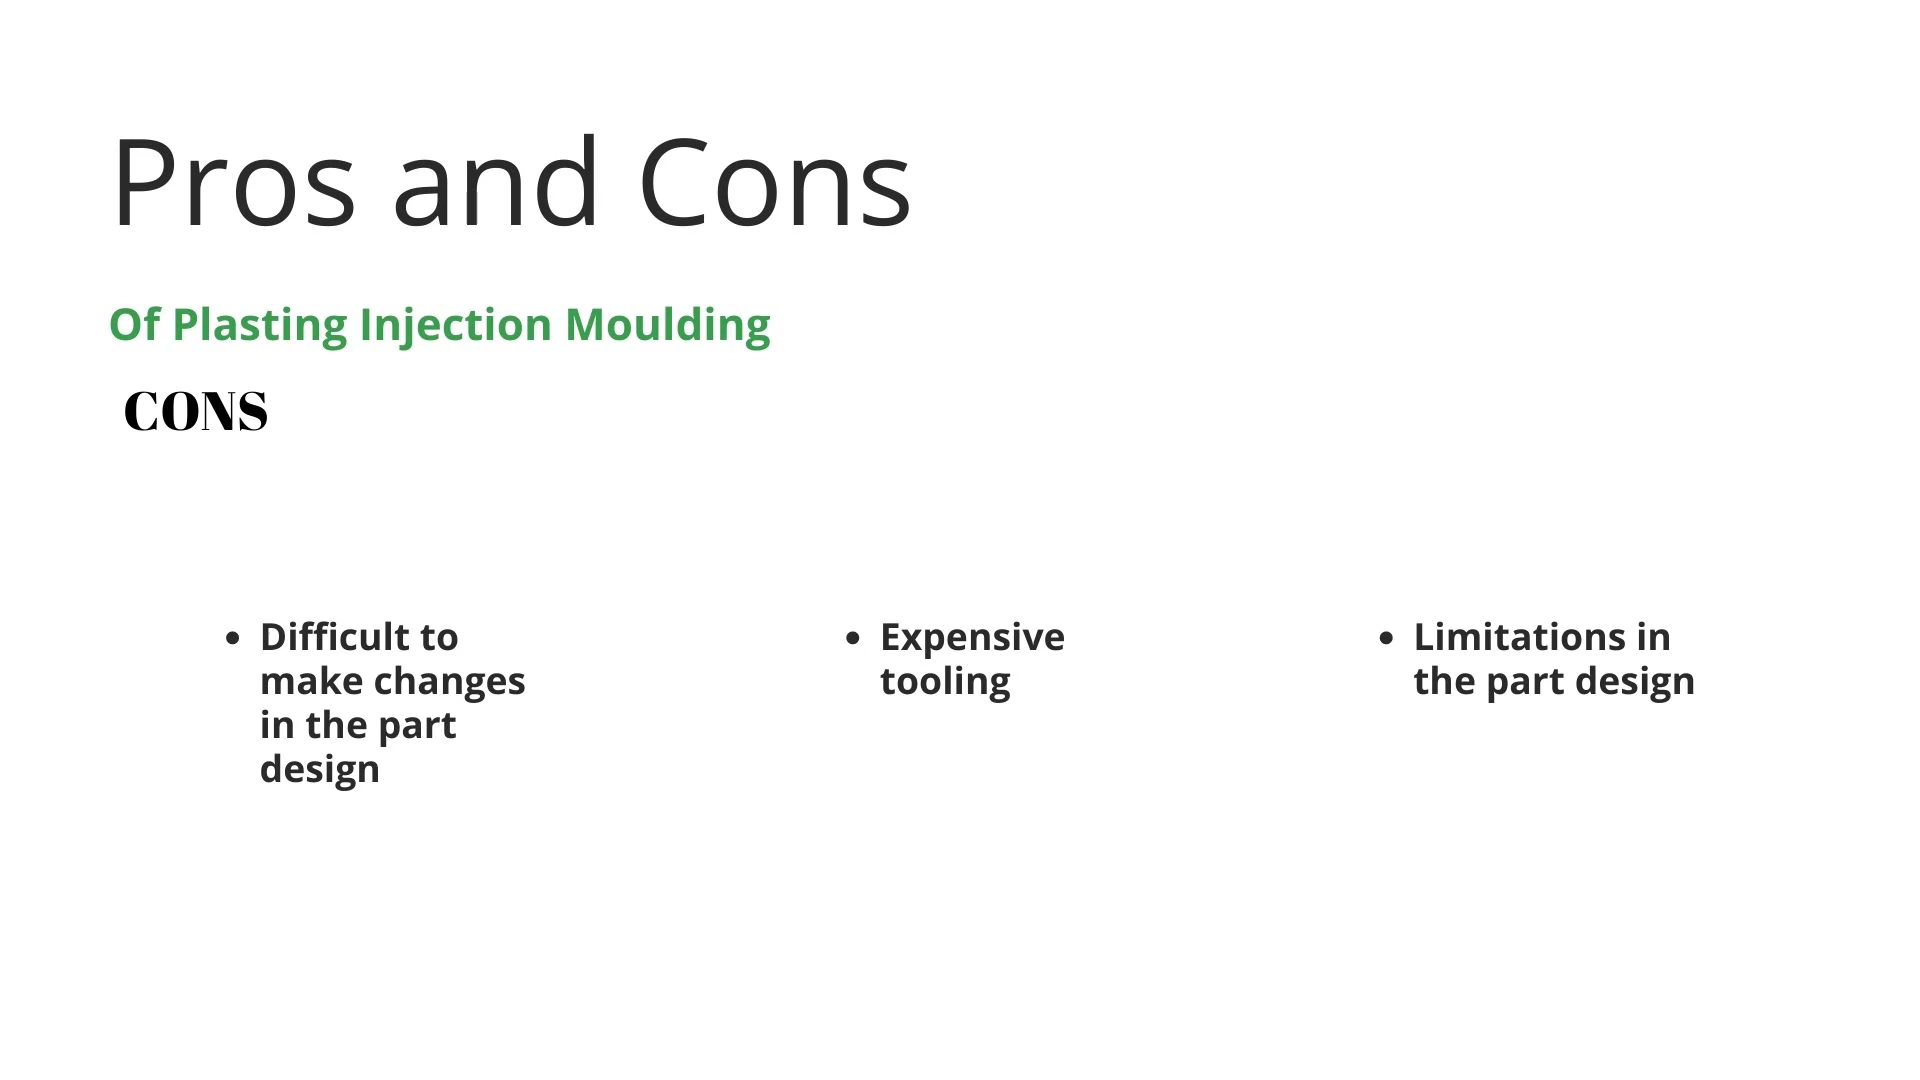 Pros and Cons
Of Plasting Injection Moulding
CONS
• Difficult to
make changes
in the part
design
• Expensive
tooling
• Limitations in
the part design